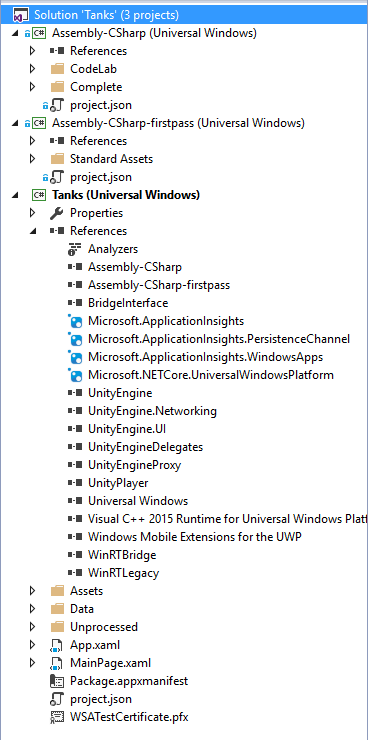 Solution 'Tanks' (3 projects)
C# Assembly-CSharp (Universal Windows)
References
CodeLab
Complete
project.json
C# Assembly-CSharp-firstpass (Universal Windows)
References
Standard Assets
project.json
C# Tanks (Universal Windows)
Properties
References
Analyzers
Assembly-CSharp
Assembly-CSharp-firstpass
BridgeInterface
Microsoft.ApplicationInsights
Microsoft.ApplicationInsights.PersistenceChannel
Microsoft.ApplicationInsights.WindowsApps
Microsoft.NETCore.UniversalWindowsPlatform
UnityEngine
UnityEngine.Networking
UnityEngine.UI
UnityEngineDelegates
UnityEngineProxy
UnityPlayer
Universal Windows
Visual C++ 2015 Runtime for Universal Windows Platf
Windows Mobile Extensions for the UWP
WinRTBridge
WinRTLegacy
Assets
Data
Unprocessed
App.xaml
MainPage.xaml
Package.appxmanifest
project.json
WSATestCertificate.pfx